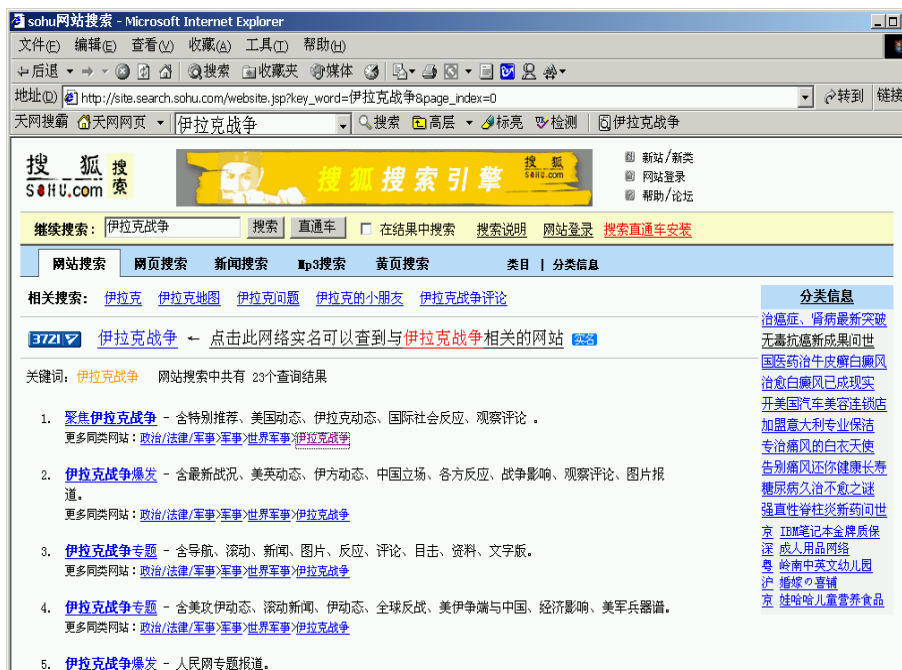 sohu网站搜索 - Microsoft Internet Explorer
文件(F) 编辑(E) 查看(V) 收藏(A) 工具(T) 帮助(H)
后退 搜索 收藏夹 媒体
地址(D) http://site.search.sohu.com/website.jsp?key_word=伊拉克战争&page_index=0 转到 链接
天网搜霸 天网网页 伊拉克战争 搜索 高层 标亮 检测 伊拉克战争
搜 狐 搜索
SOHU.com
搜狐搜索引擎
搜 狐
SOHU.com
新站/新类
网站登录
帮助/论坛
继续搜索: 伊拉克战争 搜索 直通车 在结果中搜索 搜索说明 网站登录 搜索直通车安装
网站搜索 网页搜索 新闻搜索 Mp3搜索 黄页搜索 类目 | 分类信息
相关搜索: 伊拉克 伊拉克地图 伊拉克问题 伊拉克的小朋友 伊拉克战争评论
3721 伊拉克战争 ← 点击此网络实名可以查到与伊拉克战争相关的网站 实名
关键词: 伊拉克战争 网站搜索中共有 23个查询结果
1. 聚焦伊拉克战争 - 含特别推荐、美国动态、伊拉克动态、国际社会反应、观察评论 。
更多同类网站:政治/法律/军事>军事>世界军事>伊拉克战争
2. 伊拉克战争爆发 - 含最新战况、美英动态、伊方动态、中国立场、各方反应、战争影响、观察评论、图片报
道。
更多同类网站:政治/法律/军事>军事>世界军事>伊拉克战争
3. 伊拉克战争专题 - 含导航、滚动、新闻、图片、反应、评论、目击、资料、文字版。
更多同类网站:政治/法律/军事>军事>世界军事>伊拉克战争
4. 伊拉克战争专题 - 含美攻伊动态、滚动新闻、伊动态、全球反战、美伊争端与中国、经济影响、美军兵器谱。
更多同类网站:政治/法律/军事>军事>世界军事>伊拉克战争
5. 伊拉克战争爆发 - 人民网专题报道。
分类信息
治癌症、肾病最新突破
无毒抗癌新成果问世
国医药治牛皮癣白癜风
治愈白癜风已成现实
开美国汽车美容连锁店
加盟意大利专业保洁
专治痛风的白衣天使
告别痛风还你健康长寿
糖尿病久治不愈之谜
强直性脊柱炎新药问世
京 IBM笔记本金牌质保
深 成人用品网络
粤 岭南中英文幼儿园
沪 婚嫁の喜铺
京 娃哈哈儿童营养食品